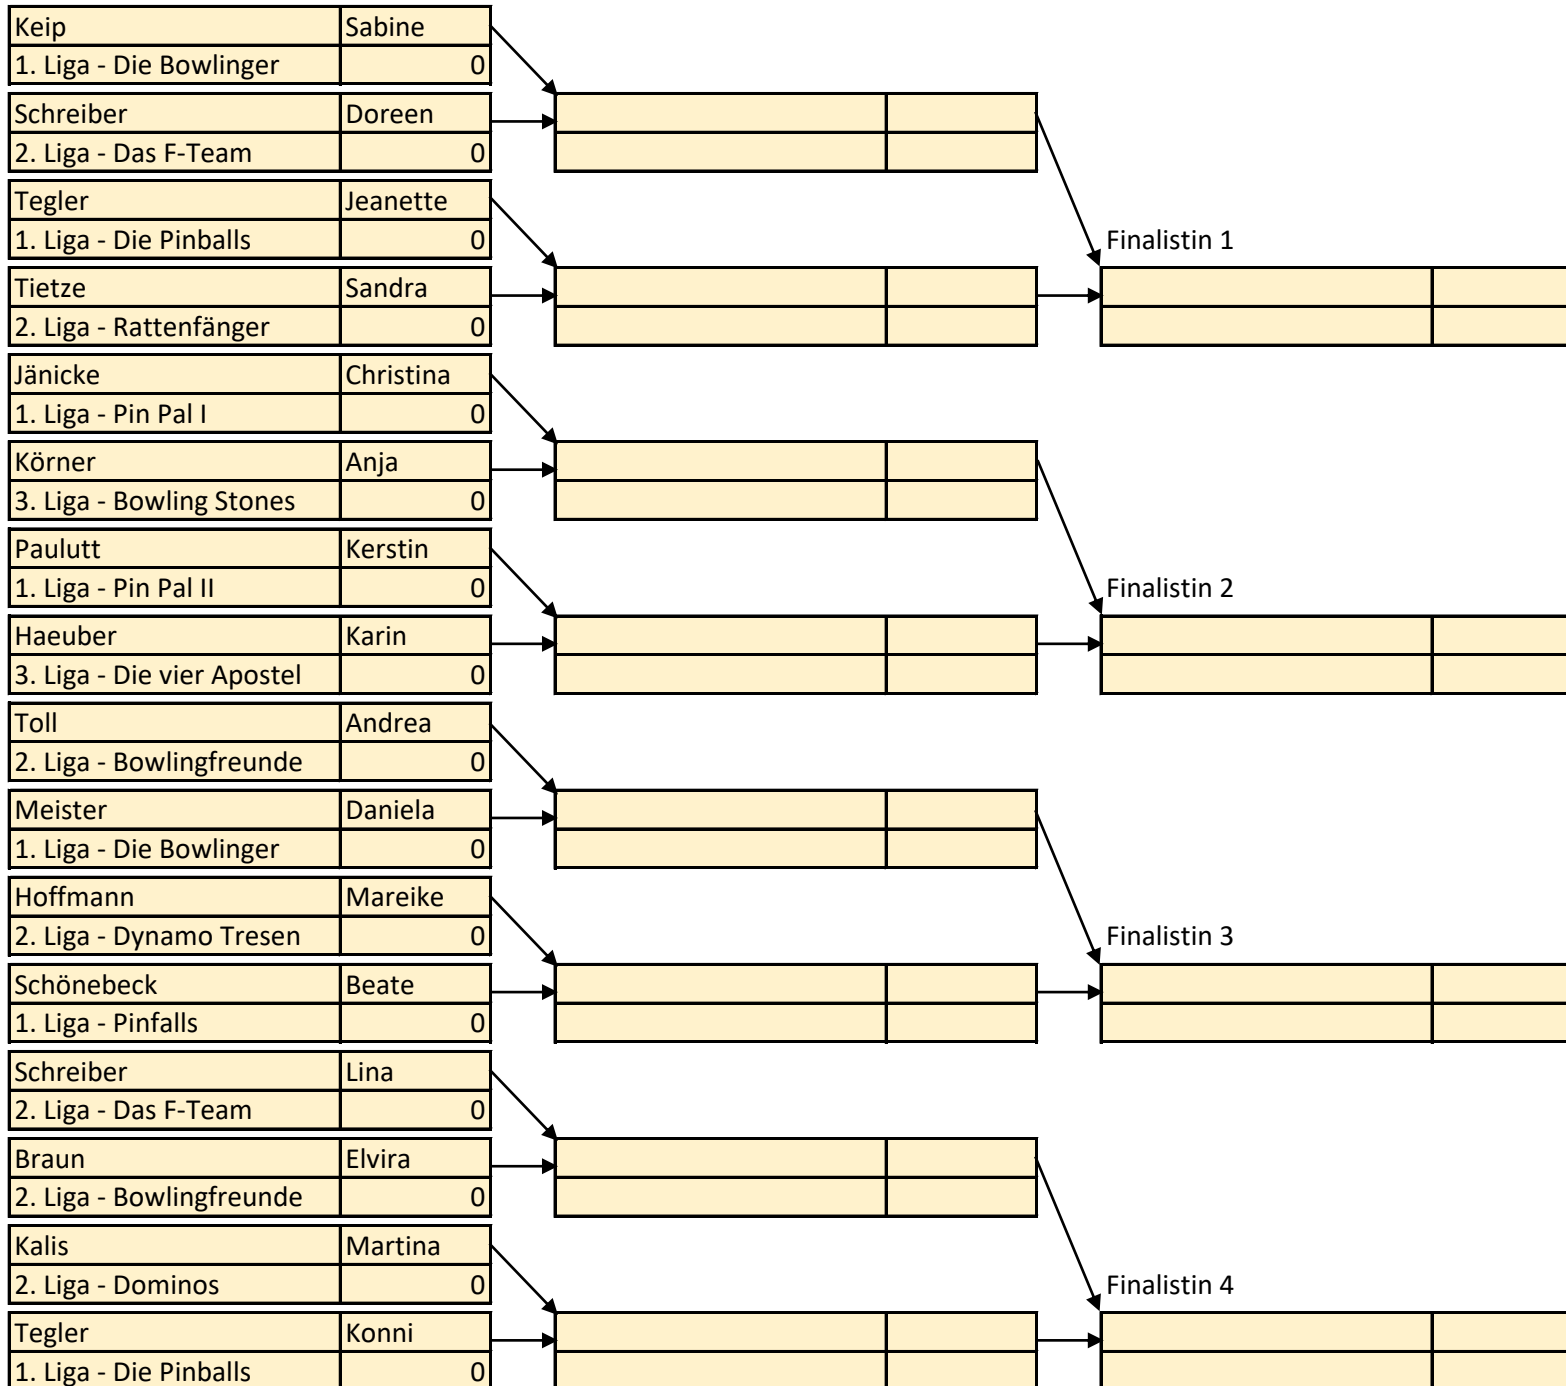 Keip Sabine
1. Liga - Die Bowlinger 0
Schreiber Doreen
2. Liga - Das F-Team 0
Tegler Jeanette
1. Liga - Die Pinballs 0
Finalistin 1
Tietze Sandra
2. Liga - Rattenfänger 0
Jänicke Christina
1. Liga - Pin Pal I 0
Körner Anja
3. Liga - Bowling Stones 0
Paulutt Kerstin
1. Liga - Pin Pal II 0
Finalistin 2
Haeuber Karin
3. Liga - Die vier Apostel 0
Toll Andrea
2. Liga - Bowlingfreunde 0
Meister Daniela
1. Liga - Die Bowlinger 0
Hoffmann Mareike
2. Liga - Dynamo Tresen 0
Finalistin 3
Schönebeck Beate
1. Liga - Pinfalls 0
Schreiber Lina
2. Liga - Das F-Team 0
Braun Elvira
2. Liga - Bowlingfreunde 0
Kalis Martina
2. Liga - Dominos 0
Finalistin 4
Tegler Konni
1. Liga - Die Pinballs 0